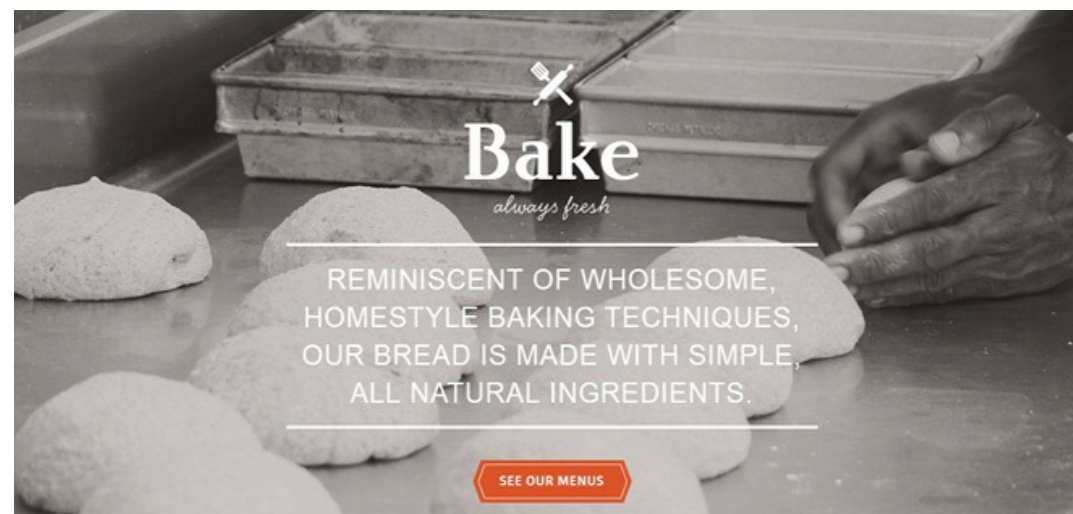 Bake
always fresh
REMINISCENT OF WHOLESOME,
HOMESTYLE BAKING TECHNIQUES,
OUR BREAD IS MADE WITH SIMPLE,
ALL NATURAL INGREDIENTS.
SEE OUR MENUS